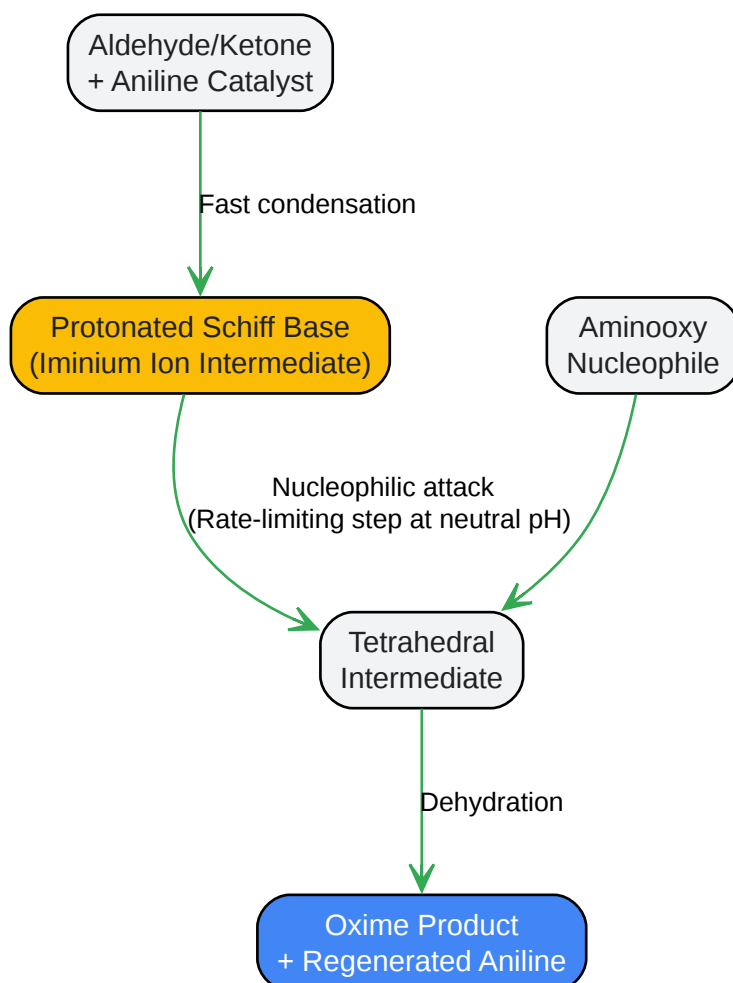 Aldehyde/Ketone
+ Aniline Catalyst
Fast condensation
Protonated Schiff Base
(Iminium Ion Intermediate)
Aminooxy
Nucleophile
Nucleophilic attack
(Rate-limiting step at neutral pH)
Tetrahedral
Intermediate
Dehydration
Oxime Product
+ Regenerated Aniline